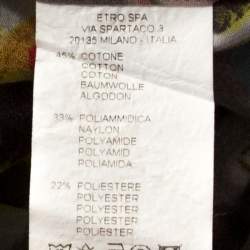 ETRO SPA
VIA SPARTACO 3
20135 MILANO - ITALIA
45% COTONE
COTTON
COTON
BAUMWOLLE
ALGODON
33% POLIAMMIDICA
NAYLON
POLYAMIDE
POLYAMID
POLIAMIDA
22% POLIESTERE
POLYESTER
POLYESTER
POLYESTER
POLIESTER